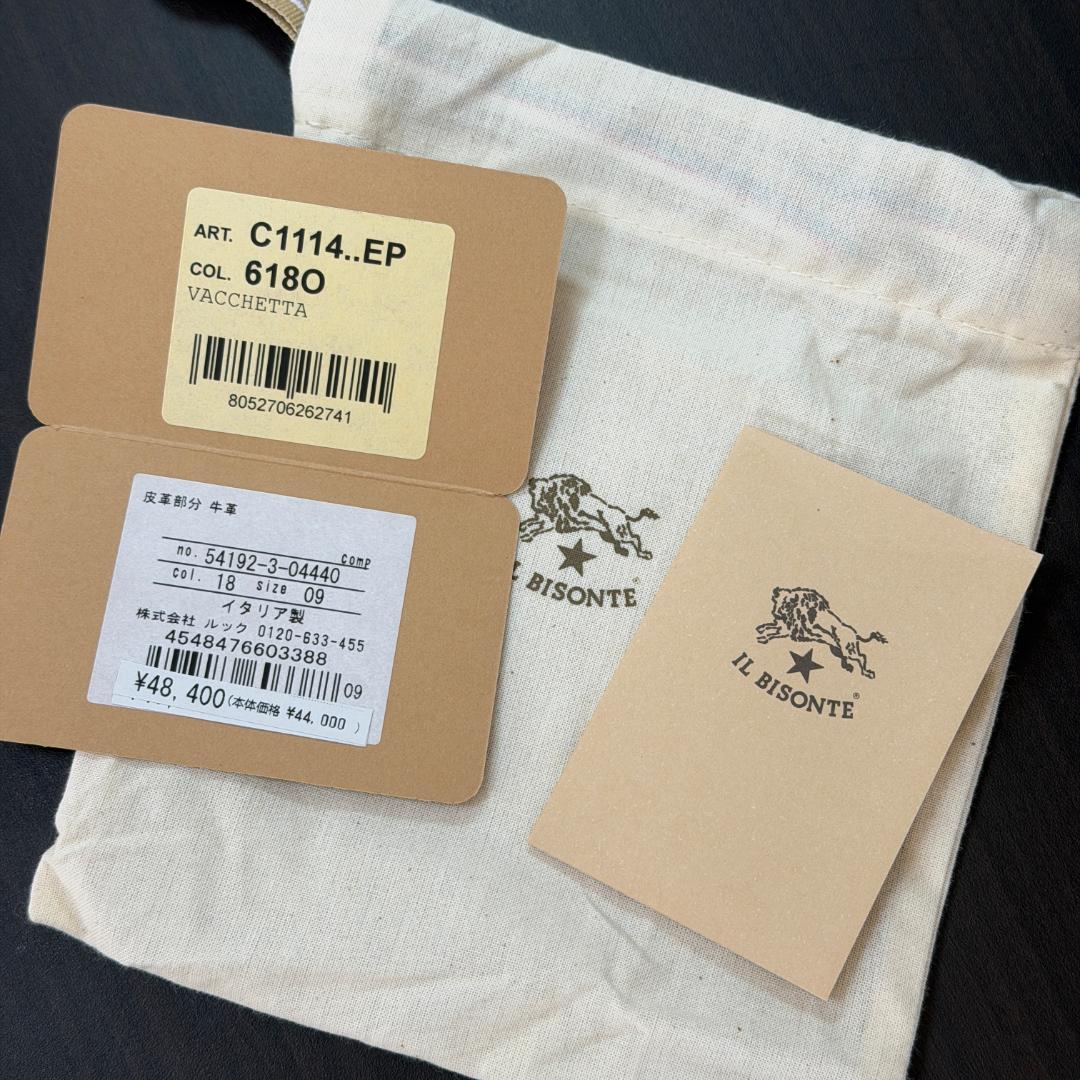 ART. C1114..EP
COL. 618O
VACCHETTA
8052706262741
皮革部分 牛革
comp
no. 54192-3-04440
col. 18 size 09
イタリア製
株式会社 ルック 0120-633-455
4548476603388
09
¥48,400(本体価格 ¥44,000 )
IL BISONTE
IL BISONTE®